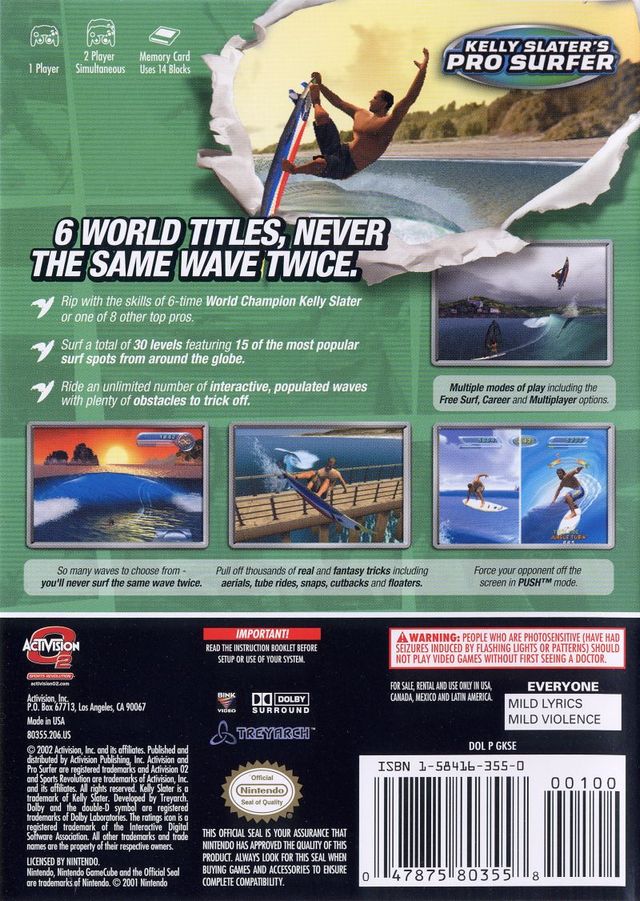 1 Player
2 Player
Simultaneous
Memory Card
Uses 14 Blocks
KELLY SLATER'S
PRO SURFER
6 WORLD TITLES, NEVER
THE SAME WAVE TWICE.
Rip with the skills of 6-time World Champion Kelly Slater
or one of 8 other top pros.
Surf a total of 30 levels featuring 15 of the most popular
surf spots from around the globe.
Ride an unlimited number of interactive, populated waves
with plenty of obstacles to trick off.
Multiple modes of play including the
Free Surf, Career and Multiplayer options.
So many waves to choose from -
you'll never surf the same wave twice.
Pull off thousands of real and fantasy tricks including
aerials, tube rides, snaps, cutbacks and floaters.
Force your opponent off the
screen in PUSH™ mode.
ACTIVISION
O2
SPORTS REVOLUTION
activisiono2.com
Activision, Inc.
P.O. Box 67713, Los Angeles, CA 90067
Made in USA
80355.206.US
© 2002 Activision, Inc. and its affiliates. Published and
distributed by Activision Publishing, Inc. Activision and
Pro Surfer are registered trademarks and Activision O2
and Sports Revolution are trademarks of Activision, Inc.
and its affiliates. All rights reserved. Kelly Slater is a
trademark of Kelly Slater. Developed by Treyarch.
Dolby and the double-D symbol are registered
trademarks of Dolby Laboratories. The ratings icon is a
registered trademark of the Interactive Digital
Software Association. All other trademarks and trade
names are the property of their respective owners.
LICENSED BY NINTENDO.
Nintendo, Nintendo GameCube and the Official Seal
are trademarks of Nintendo. © 2001 Nintendo
IMPORTANT!
READ THE INSTRUCTION BOOKLET BEFORE
SETUP OR USE OF YOUR SYSTEM.
BINK
VIDEO
DOLBY
SURROUND
TREYARCH™
Official
Nintendo
Seal of Quality
THIS OFFICIAL SEAL IS YOUR ASSURANCE THAT
NINTENDO HAS APPROVED THE QUALITY OF THIS
PRODUCT. ALWAYS LOOK FOR THIS SEAL WHEN
BUYING GAMES AND ACCESSORIES TO ENSURE
COMPLETE COMPATIBILITY.
WARNING: PEOPLE WHO ARE PHOTOSENSITIVE (HAVE HAD
SEIZURES INDUCED BY FLASHING LIGHTS OR PATTERNS) SHOULD
NOT PLAY VIDEO GAMES WITHOUT FIRST SEEING A DOCTOR.
FOR SALE, RENTAL AND USE ONLY IN USA,
CANADA, MEXICO AND LATIN AMERICA.
EVERYONE
MILD LYRICS
MILD VIOLENCE
DOL P GKSE
ISBN 1-58416-355-0
00100
0 47875 80355 8